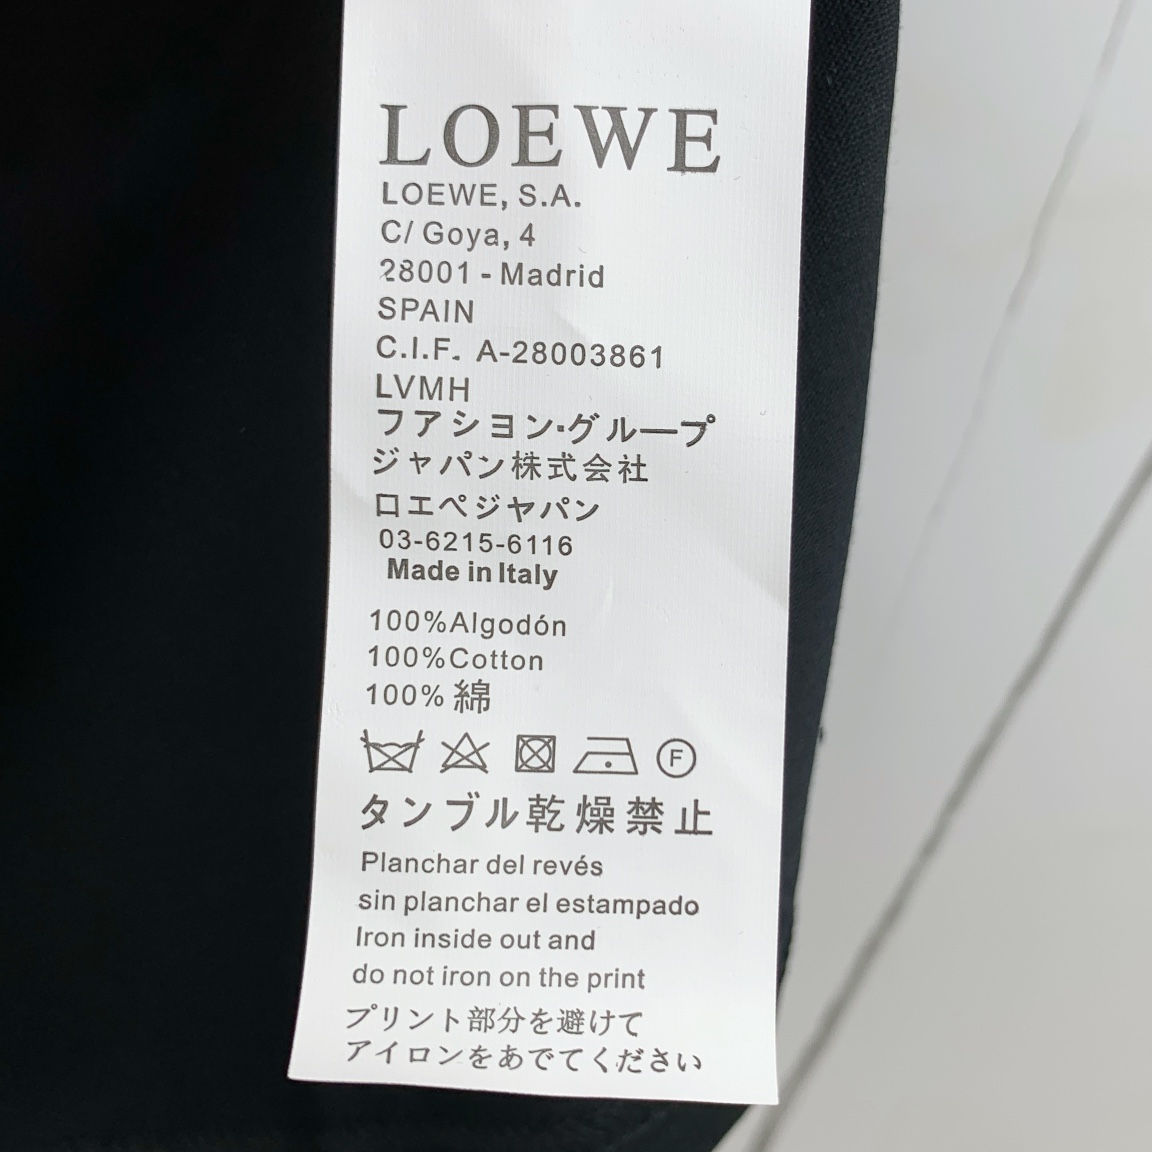 LOEWE
LOEWE, S.A.
C/ Goya, 4
28001 - Madrid
SPAIN
C.I.F. A-28003861
LVMH
フアシヨン・グループ
ジャパン株式会社
ロエペジヤパン
03-6215-6116
Made in Italy
100%Algodón
100%Cotton
100% 綿
F
タンブル乾燥禁止
Planchar del revés
sin planchar el estampado
Iron inside out and
do not iron on the print
プリント部分を避けて
アイロンをあでてください